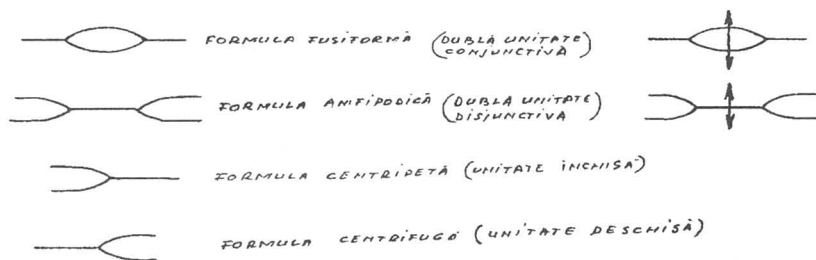 FORMULA FUSIFORMĂ (DUBLĂ UNITATE
CONJUNCTIVĂ)
FORMULA ANTIPODICĂ (DUBLĂ UNITATE
DISJUNCTIVĂ)
FORMULA CENTRIPETĂ (UNITATE ÎNCHISĂ)
FORMULA CENTRIFUGĂ (UNITATE DESCHISĂ)